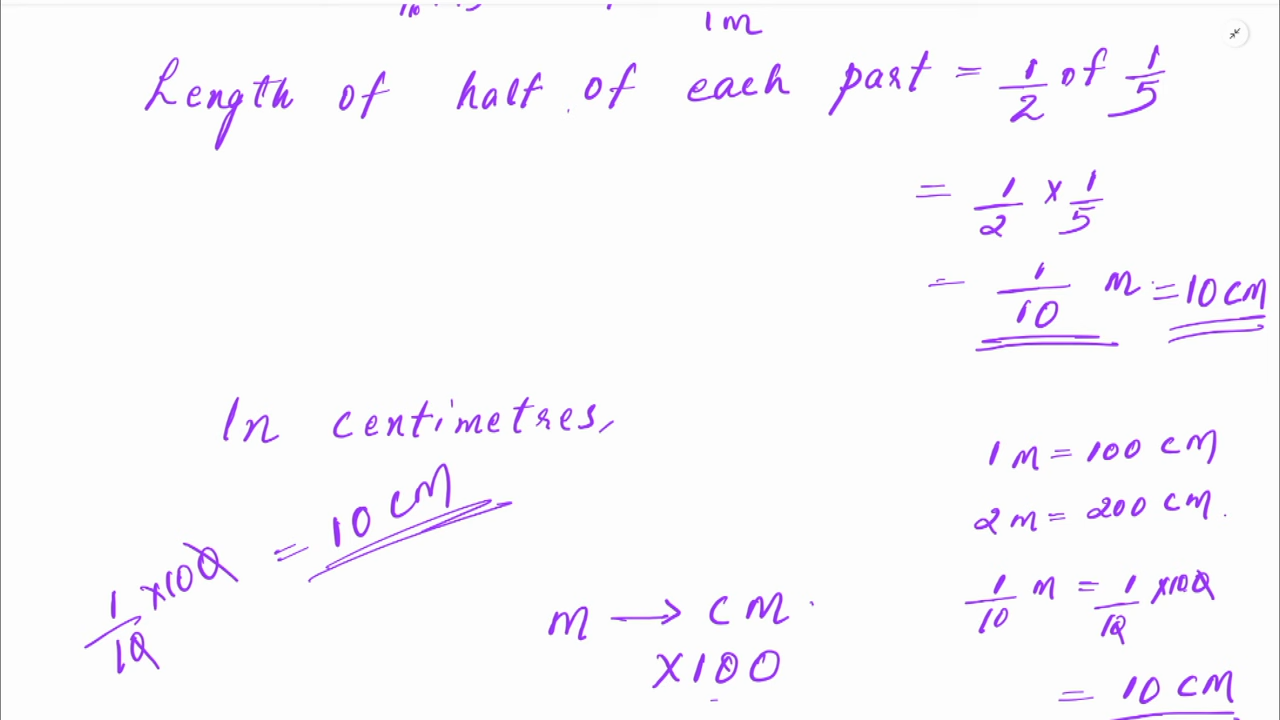 1m
Length of half of each part = 1/2 of 1/5
= 1/2 × 1/5
= 1/10 m = 10 cm
In centimetres,
1/10 × 100 = 10 cm
m → cm
×100
1 m = 100 cm
2 m = 200 cm
1/10 m = 1/10 × 100
= 10 cm